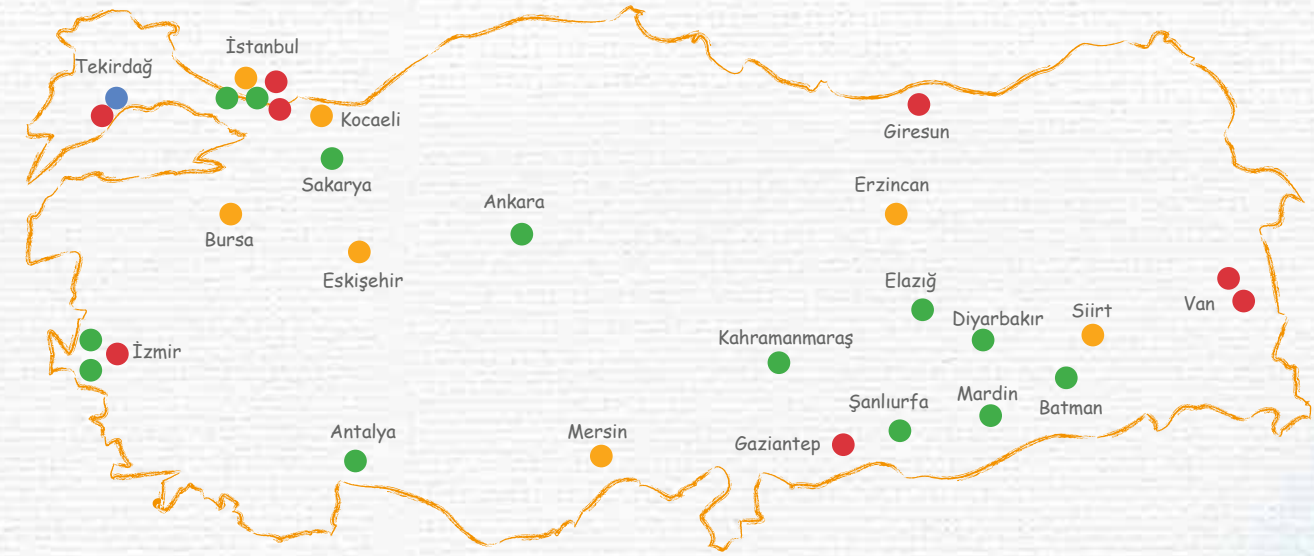 İstanbul
Tekirdağ
Kocaeli
Giresun
Sakarya
Erzincan
Ankara
Bursa
Eskişehir
Elazığ
Van
Siirt
Diyarbakır
Kahramanmaraş
İzmir
Mardin
Şanlıurfa
Batman
Antalya
Mersin
Gaziantep